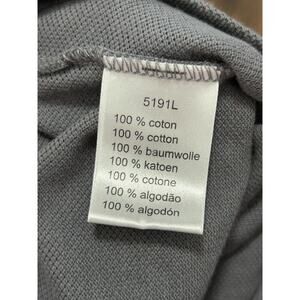 5191L
100 % coton
100 % cotton
100 % baumwolle
100 % katoen
100 % cotone
100 % algodão
100 % algodón